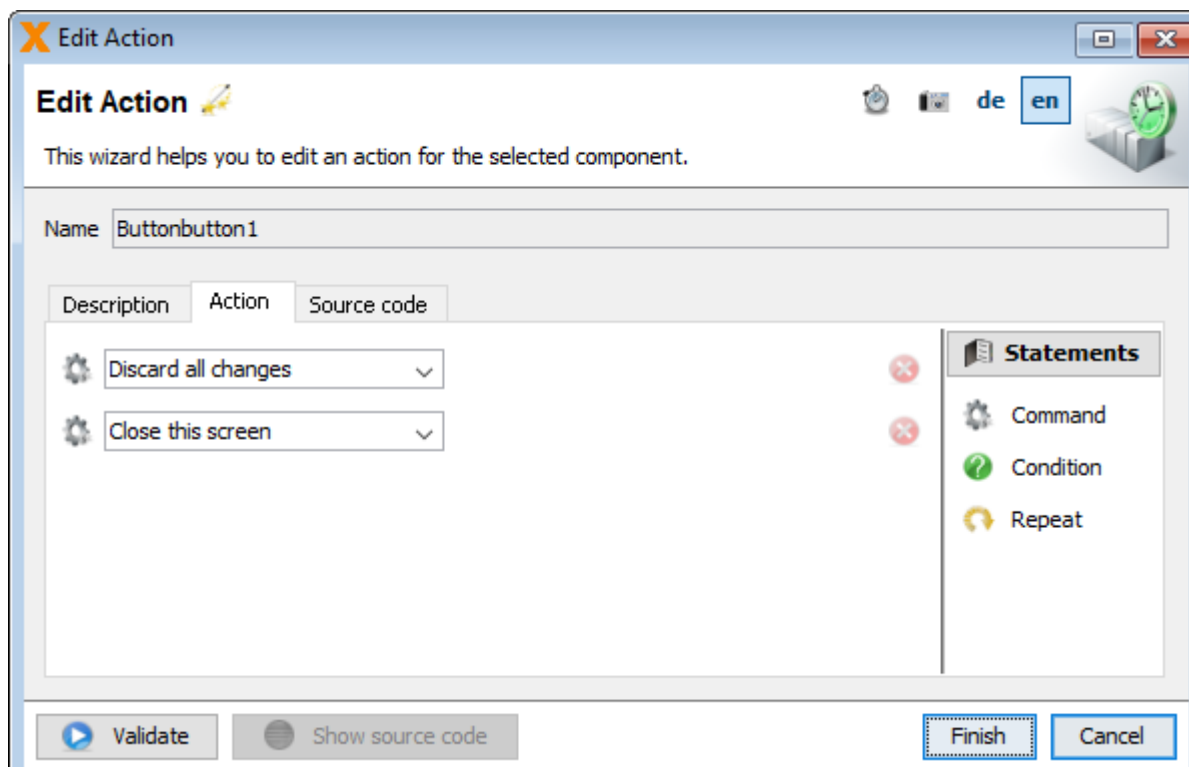 Edit Action
Edit Action
de en
This wizard helps you to edit an action for the selected component.
Name Buttonbutton1
Description Action Source code
Discard all changes
Close this screen
Statements
Command
Condition
Repeat
Validate Show source code Finish Cancel